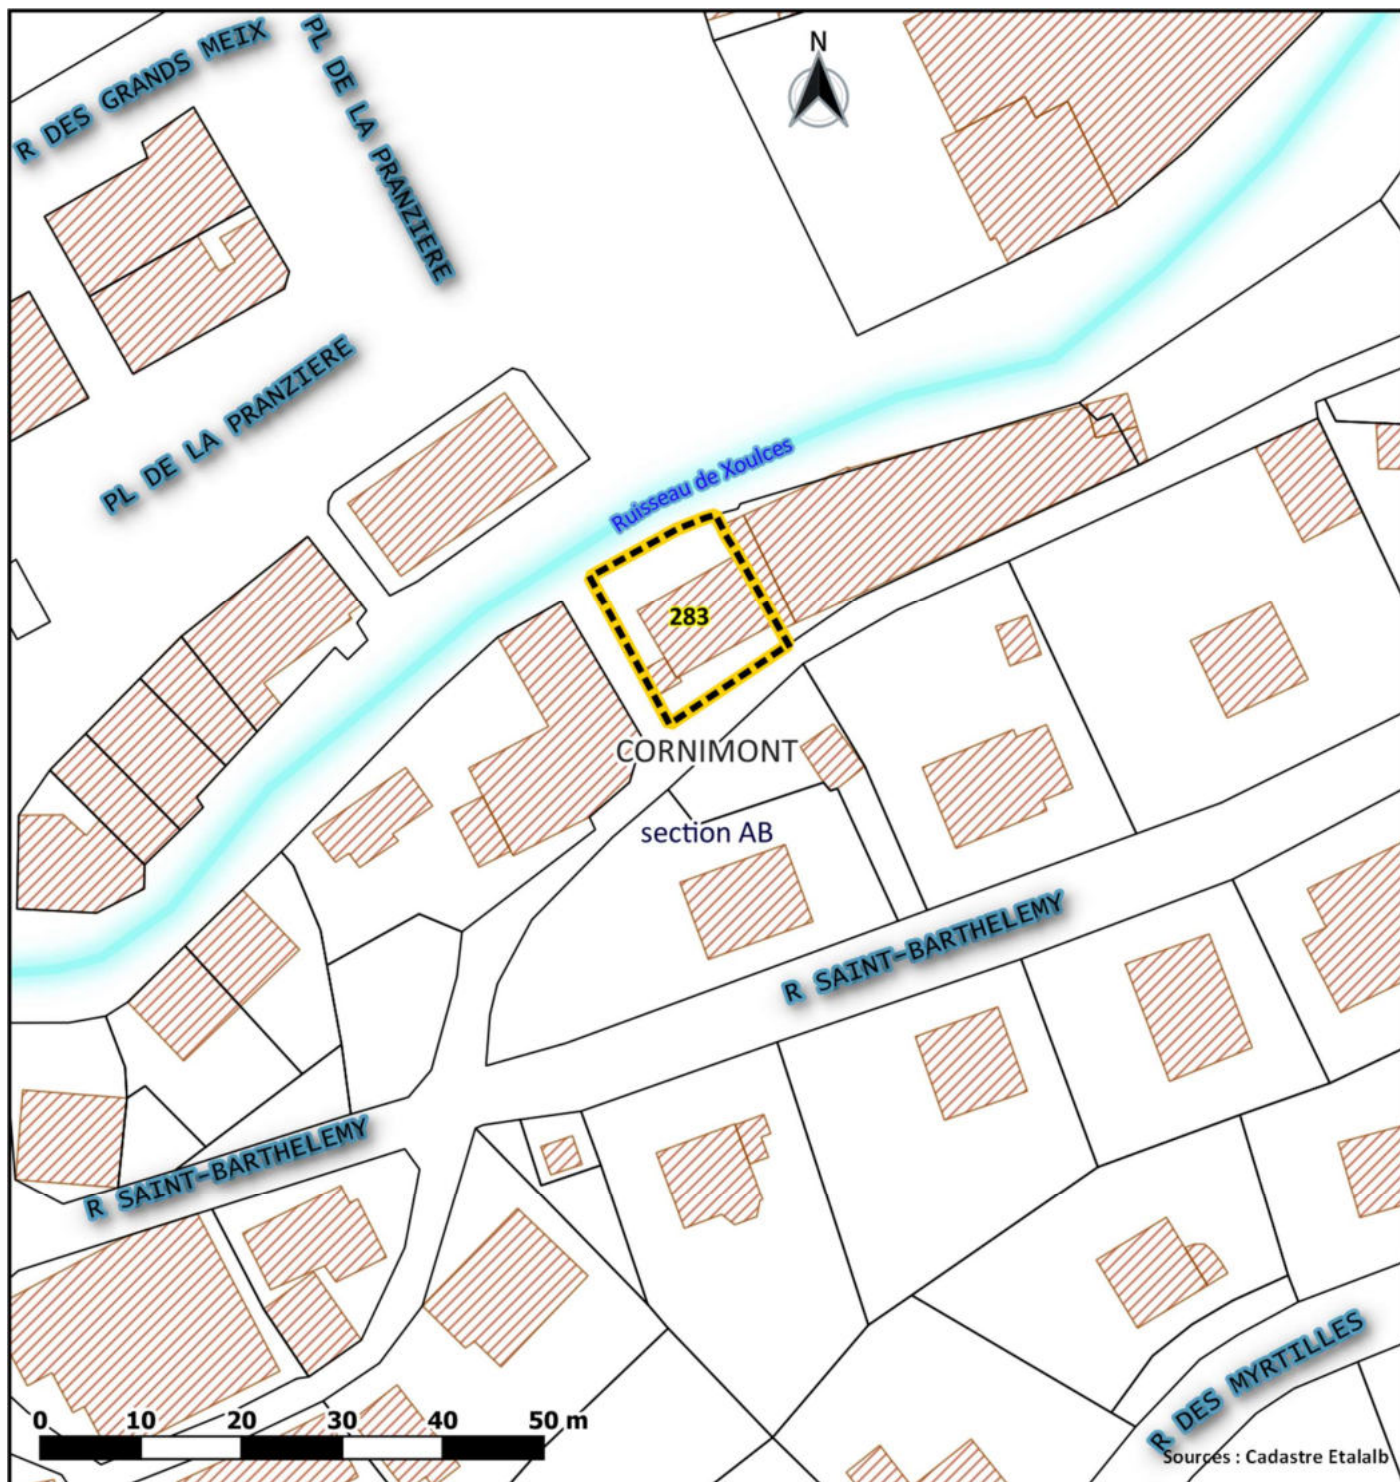 R DES GRANDS MEIX
PL DE LA PRANZIERE
N
PL DE LA PRANZIERE
Ruisseau de Xoulces
283
CORNIMONT
section AB
R SAINT-BARTHELEMY
R SAINT-BARTHELEMY
R DES MYRTILLES
0 10 20 30 40 50 m
Sources : Cadastre Etalalb